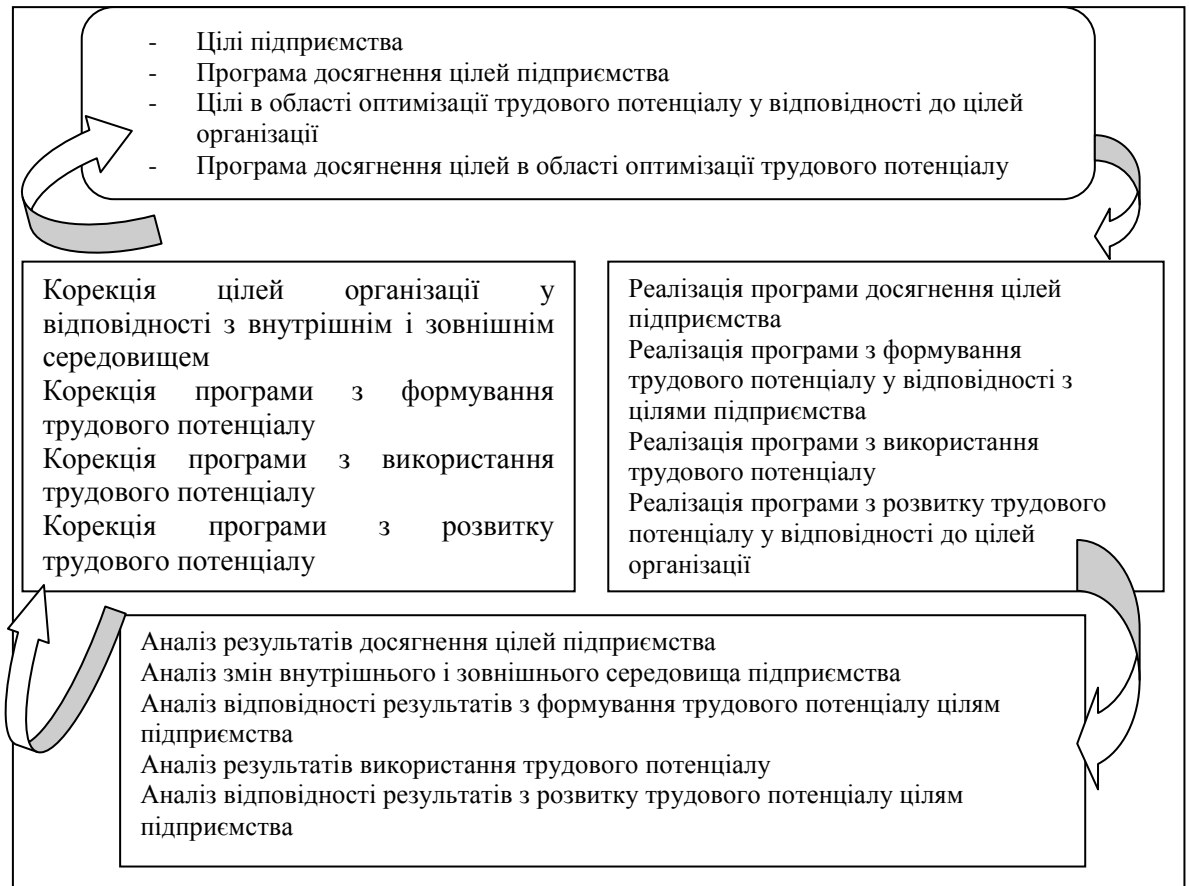 - Цілі підприємства
- Програма досягнення цілей підприємства
- Цілі в області оптимізації трудового потенціалу у відповідності до цілей
організації
- Програма досягнення цілей в області оптимізації трудового потенціалу
Корекція цілей організації у
відповідності з внутрішнім і зовнішнім
середовищем
Корекція програми з формування
трудового потенціалу
Корекція програми з використання
трудового потенціалу
Корекція програми з розвитку
трудового потенціалу
Реалізація програми досягнення цілей
підприємства
Реалізація програми з формування
трудового потенціалу у відповідності з
цілями підприємства
Реалізація програми з використання
трудового потенціалу
Реалізація програми з розвитку трудового
потенціалу у відповідності до цілей
організації
Аналіз результатів досягнення цілей підприємства
Аналіз змін внутрішнього і зовнішнього середовища підприємства
Аналіз відповідності результатів з формування трудового потенціалу цілям
підприємства
Аналіз результатів використання трудового потенціалу
Аналіз відповідності результатів з розвитку трудового потенціалу цілям
підприємства